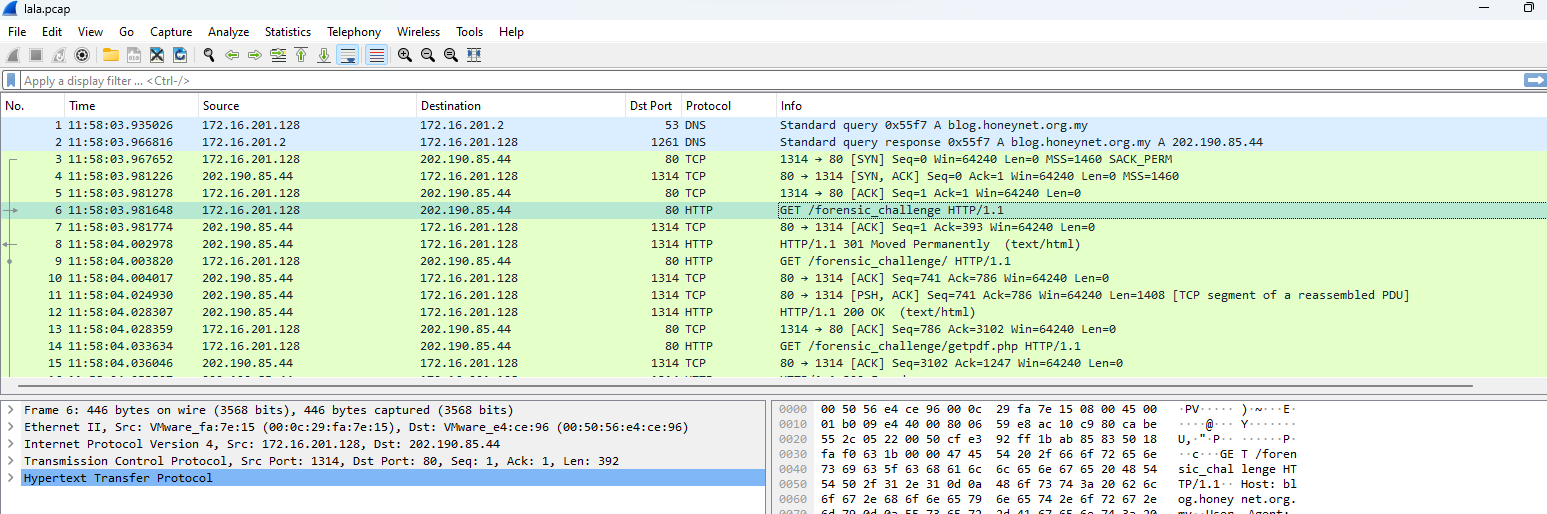 lala.pcap
File Edit View Go Capture Analyze Statistics Telephony Wireless Tools Help
Apply a display filter ... <Ctrl-/>
No. Time Source Destination Dst Port Protocol Info
1 11:58:03.935026 172.16.201.128 172.16.201.2 53 DNS Standard query 0x55f7 A blog.honeynet.org.my
2 11:58:03.966816 172.16.201.2 172.16.201.128 1261 DNS Standard query response 0x55f7 A blog.honeynet.org.my A 202.190.85.44
3 11:58:03.967652 172.16.201.128 202.190.85.44 80 TCP 1314 → 80 [SYN] Seq=0 Win=64240 Len=0 MSS=1460 SACK_PERM
4 11:58:03.981226 202.190.85.44 172.16.201.128 1314 TCP 80 → 1314 [SYN, ACK] Seq=0 Ack=1 Win=64240 Len=0 MSS=1460
5 11:58:03.981278 172.16.201.128 202.190.85.44 80 TCP 1314 → 80 [ACK] Seq=1 Ack=1 Win=64240 Len=0
6 11:58:03.981648 172.16.201.128 202.190.85.44 80 HTTP GET /forensic_challenge HTTP/1.1
7 11:58:03.981774 202.190.85.44 172.16.201.128 1314 TCP 80 → 1314 [ACK] Seq=1 Ack=393 Win=64240 Len=0
8 11:58:04.002978 202.190.85.44 172.16.201.128 1314 HTTP HTTP/1.1 301 Moved Permanently (text/html)
9 11:58:04.003820 172.16.201.128 202.190.85.44 80 HTTP GET /forensic_challenge/ HTTP/1.1
10 11:58:04.004017 202.190.85.44 172.16.201.128 1314 TCP 80 → 1314 [ACK] Seq=741 Ack=786 Win=64240 Len=0
11 11:58:04.024930 202.190.85.44 172.16.201.128 1314 TCP 80 → 1314 [PSH, ACK] Seq=741 Ack=786 Win=64240 Len=1408 [TCP segment of a reassembled PDU]
12 11:58:04.028307 202.190.85.44 172.16.201.128 1314 HTTP HTTP/1.1 200 OK (text/html)
13 11:58:04.028359 172.16.201.128 202.190.85.44 80 TCP 1314 → 80 [ACK] Seq=786 Ack=3102 Win=64240 Len=0
14 11:58:04.033634 172.16.201.128 202.190.85.44 80 HTTP GET /forensic_challenge/getpdf.php HTTP/1.1
15 11:58:04.036046 202.190.85.44 172.16.201.128 1314 TCP 80 → 1314 [ACK] Seq=3102 Ack=1247 Win=64240 Len=0
Frame 6: 446 bytes on wire (3568 bits), 446 bytes captured (3568 bits)
Ethernet II, Src: VMware_fa:7e:15 (00:0c:29:fa:7e:15), Dst: VMware_e4:ce:96 (00:50:56:e4:ce:96)
Internet Protocol Version 4, Src: 172.16.201.128, Dst: 202.190.85.44
Transmission Control Protocol, Src Port: 1314, Dst Port: 80, Seq: 1, Ack: 1, Len: 392
Hypertext Transfer Protocol
0000 00 50 56 e4 ce 96 00 0c 29 fa 7e 15 08 00 45 00 ·PV····· )·~···E·
0010 01 b0 09 e4 40 00 80 06 59 e8 ac 10 c9 80 ca be ····@··· Y·······
0020 55 2c 05 22 00 50 cf e3 92 ff 1b ab 85 83 50 18 U,·"·P·· ······P·
0030 fa f0 63 1b 00 00 47 45 54 20 2f 66 6f 72 65 6e ··c···GE T /foren
0040 73 69 63 5f 63 68 61 6c 6c 65 6e 67 65 20 48 54 sic_chal lenge HT
0050 54 50 2f 31 2e 31 0d 0a 48 6f 73 74 3a 20 62 6c TP/1.1·· Host: bl
0060 6f 67 2e 68 6f 6e 65 79 6e 65 74 2e 6f 72 67 2e og.honey net.org.